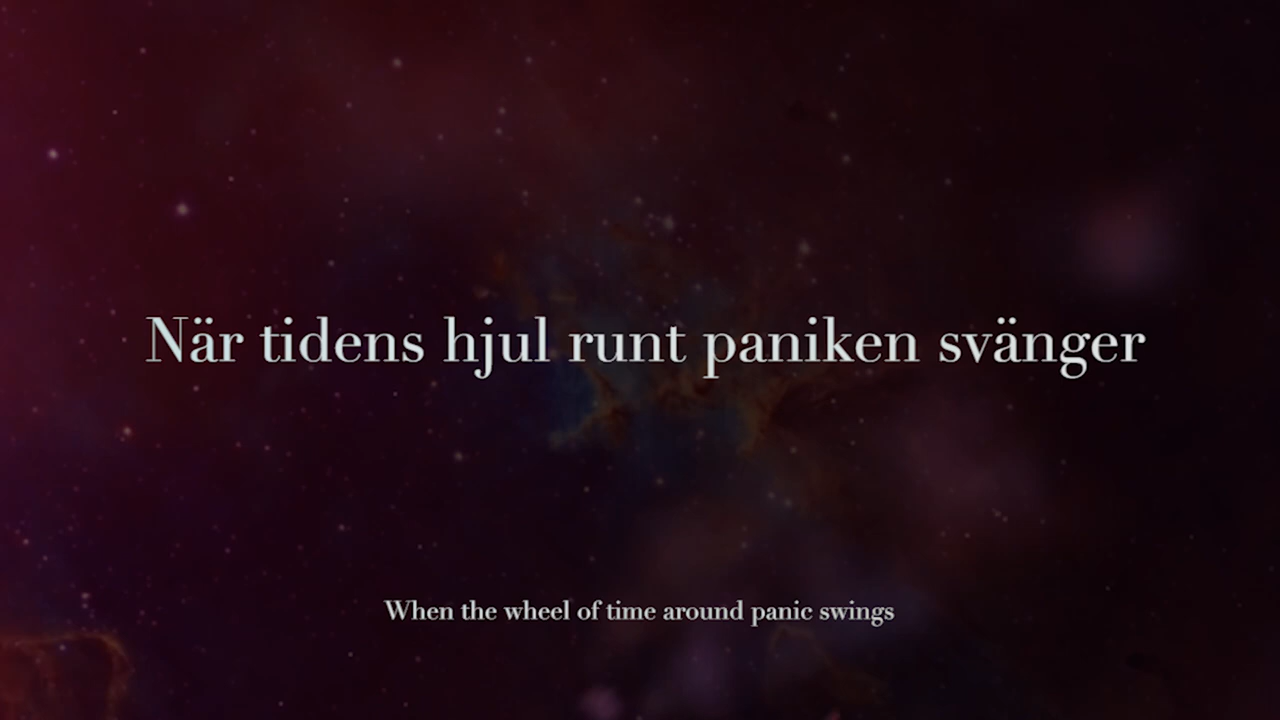 När tidens hjul runt paniken svänger
When the wheel of time around panic swings